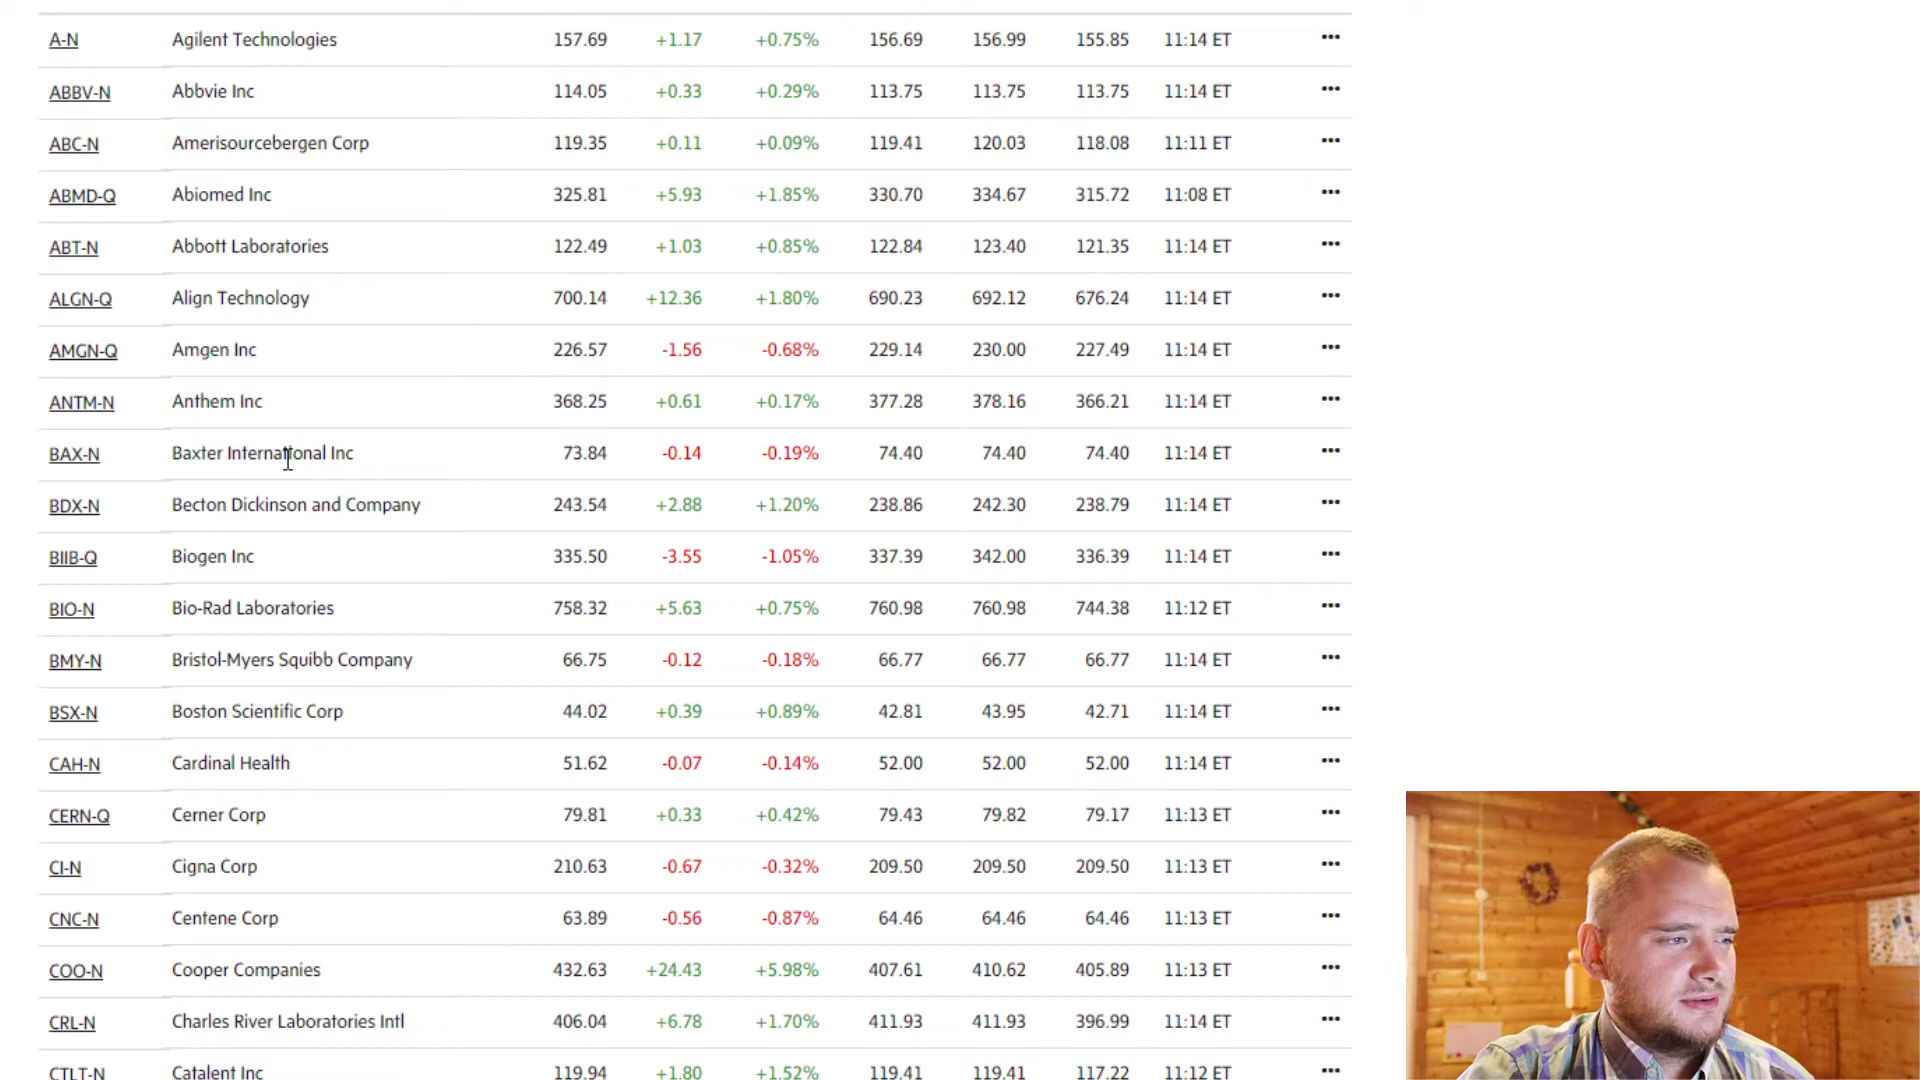 A-N Agilent Technologies 157.69 +1.17 +0.75% 156.69 156.99 155.85 11:14 ET •••
ABBV-N Abbvie Inc 114.05 +0.33 +0.29% 113.75 113.75 113.75 11:14 ET •••
ABC-N Amerisourcebergen Corp 119.35 +0.11 +0.09% 119.41 120.03 118.08 11:11 ET •••
ABMD-Q Abiomed Inc 325.81 +5.93 +1.85% 330.70 334.67 315.72 11:08 ET •••
ABT-N Abbott Laboratories 122.49 +1.03 +0.85% 122.84 123.40 121.35 11:14 ET •••
ALGN-Q Align Technology 700.14 +12.36 +1.80% 690.23 692.12 676.24 11:14 ET •••
AMGN-Q Amgen Inc 226.57 -1.56 -0.68% 229.14 230.00 227.49 11:14 ET •••
ANTM-N Anthem Inc 368.25 +0.61 +0.17% 377.28 378.16 366.21 11:14 ET •••
BAX-N Baxter International Inc 73.84 -0.14 -0.19% 74.40 74.40 74.40 11:14 ET •••
BDX-N Becton Dickinson and Company 243.54 +2.88 +1.20% 238.86 242.30 238.79 11:14 ET •••
BIIB-Q Biogen Inc 335.50 -3.55 -1.05% 337.39 342.00 336.39 11:14 ET •••
BIO-N Bio-Rad Laboratories 758.32 +5.63 +0.75% 760.98 760.98 744.38 11:12 ET •••
BMY-N Bristol-Myers Squibb Company 66.75 -0.12 -0.18% 66.77 66.77 66.77 11:14 ET •••
BSX-N Boston Scientific Corp 44.02 +0.39 +0.89% 42.81 43.95 42.71 11:14 ET •••
CAH-N Cardinal Health 51.62 -0.07 -0.14% 52.00 52.00 52.00 11:14 ET •••
CERN-Q Cerner Corp 79.81 +0.33 +0.42% 79.43 79.82 79.17 11:13 ET •••
CI-N Cigna Corp 210.63 -0.67 -0.32% 209.50 209.50 209.50 11:13 ET •••
CNC-N Centene Corp 63.89 -0.56 -0.87% 64.46 64.46 64.46 11:13 ET •••
COO-N Cooper Companies 432.63 +24.43 +5.98% 407.61 410.62 405.89 11:13 ET •••
CRL-N Charles River Laboratories Intl 406.04 +6.78 +1.70% 411.93 411.93 396.99 11:14 ET •••
CTLT-N Catalent Inc 119.94 +1.80 +1.52% 119.41 119.41 117.22 11:12 ET •••